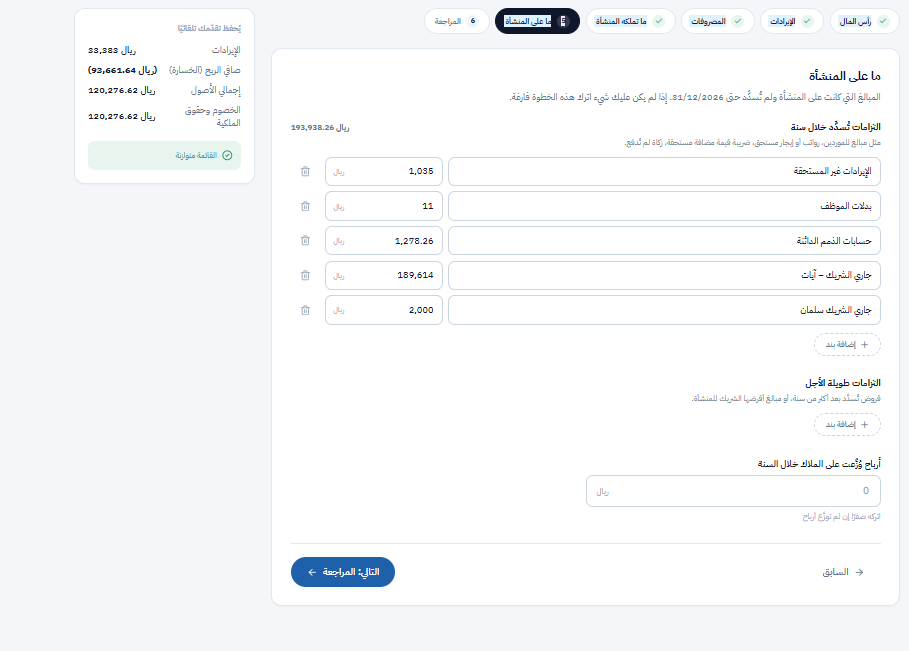 رأس المال
الإيرادات
المصروفات
ما تملكه المنشأة
5 ما على المنشأة
6 المراجعة
ما على المنشأة
المبالغ التي كانت على المنشأة ولم تُسدَّد حتى 31/12/2026. إذا لم يكن عليك شيء اترك هذه الخطوة فارغة.
التزامات تُسدَّد خلال سنة
193,938.26 ريال
مثل مبالغ للموردين، رواتب أو إيجار مستحق، ضريبة قيمة مضافة مستحقة، زكاة لم تُدفع.
الإيرادات غير المستحقة 1,035 ريال
بدلات الموظف 11 ريال
حسابات الذمم الدائنة 1,278.26 ريال
جاري الشريك – آيات 189,614 ريال
جاري الشريك سلمان 2,000 ريال
+ إضافة بند
التزامات طويلة الأجل
قروض تُسدَّد بعد أكثر من سنة، أو مبالغ أقرضها الشريك للمنشأة.
+ إضافة بند
أرباح وُزِّعت على الملاك خلال السنة
0 ريال
اتركه صفرًا إن لم توزَّع أرباح
السابق
التالي: المراجعة
يُحفظ تقدّمك تلقائيًا
الإيرادات 33,383 ريال
صافي الربح (الخسارة) (93,661.64 ريال)
إجمالي الأصول 120,276.62 ريال
الخصوم وحقوق الملكية 120,276.62 ريال
القائمة متوازنة